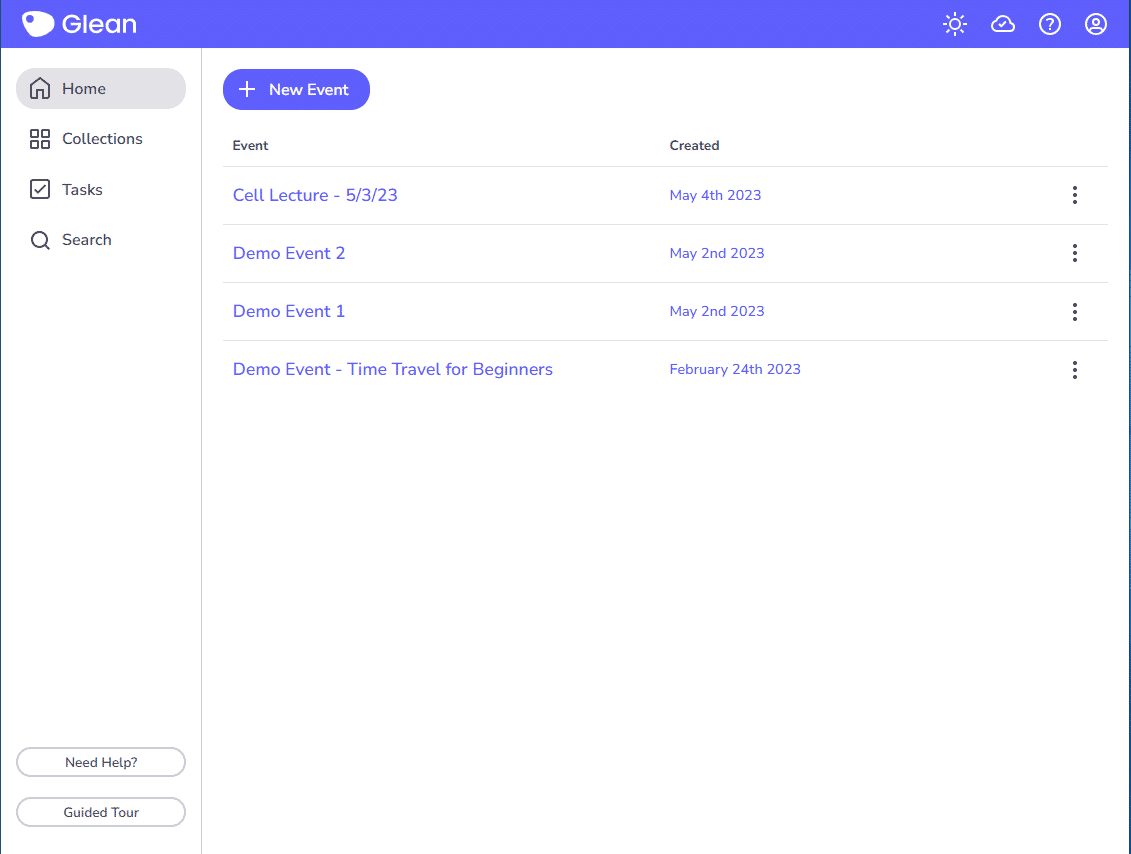 Glean
Home
Collections
Tasks
Search
New Event
Event Created
Cell Lecture - 5/3/23 May 4th 2023
Demo Event 2 May 2nd 2023
Demo Event 1 May 2nd 2023
Demo Event - Time Travel for Beginners February 24th 2023
Need Help?
Guided Tour